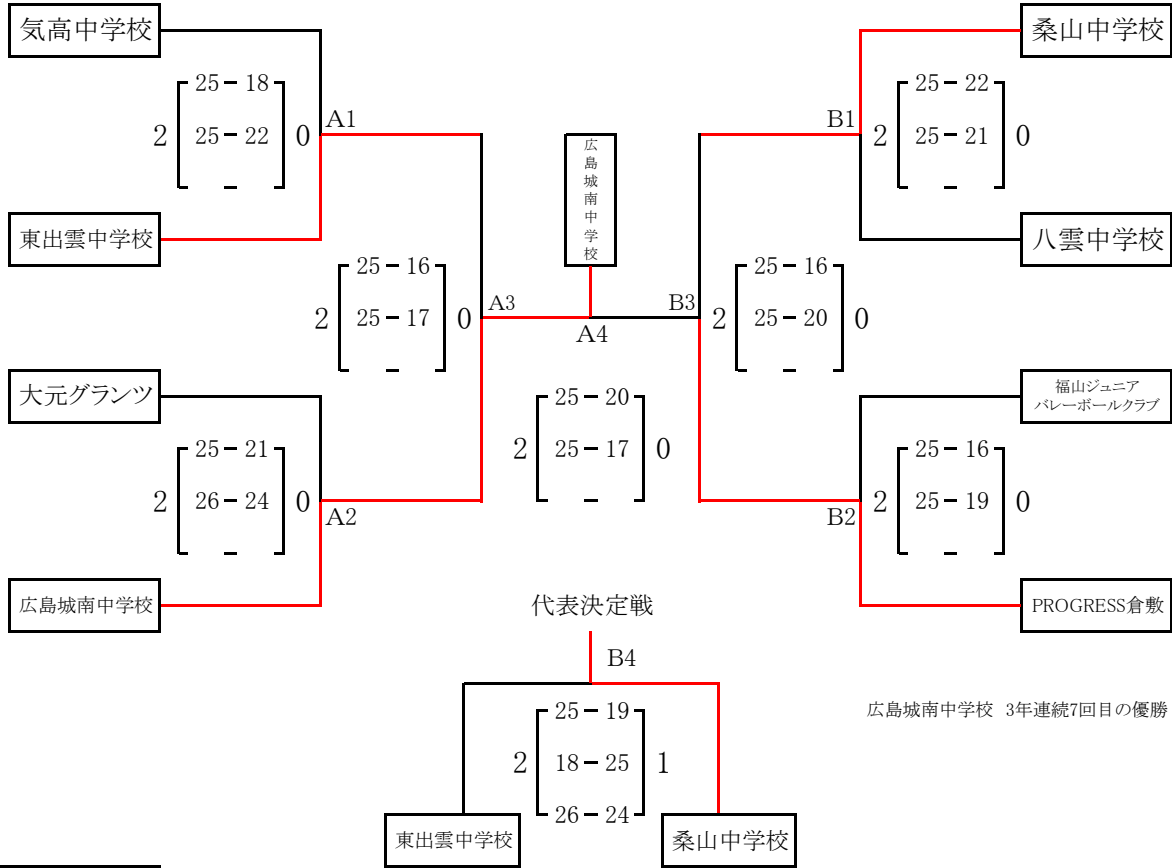 気高中学校
桑山中学校
25 - 18
2 25 - 22 0
- 
A1
B1
25 - 22
2 25 - 21 0
-
広島城南中学校
東出雲中学校
八雲中学校
25 - 16
2 25 - 17 0
-
A3
A4
B3
25 - 16
2 25 - 20 0
-
大元グランツ
福山ジュニア
バレーボールクラブ
25 - 20
2 25 - 17 0
-
25 - 21
2 26 - 24 0
-
A2
B2
25 - 16
2 25 - 19 0
-
広島城南中学校
PROGRESS倉敷
代表決定戦
B4
広島城南中学校 3年連続7回目の優勝
25 - 19
2 18 - 25 1
26 - 24
東出雲中学校
桑山中学校